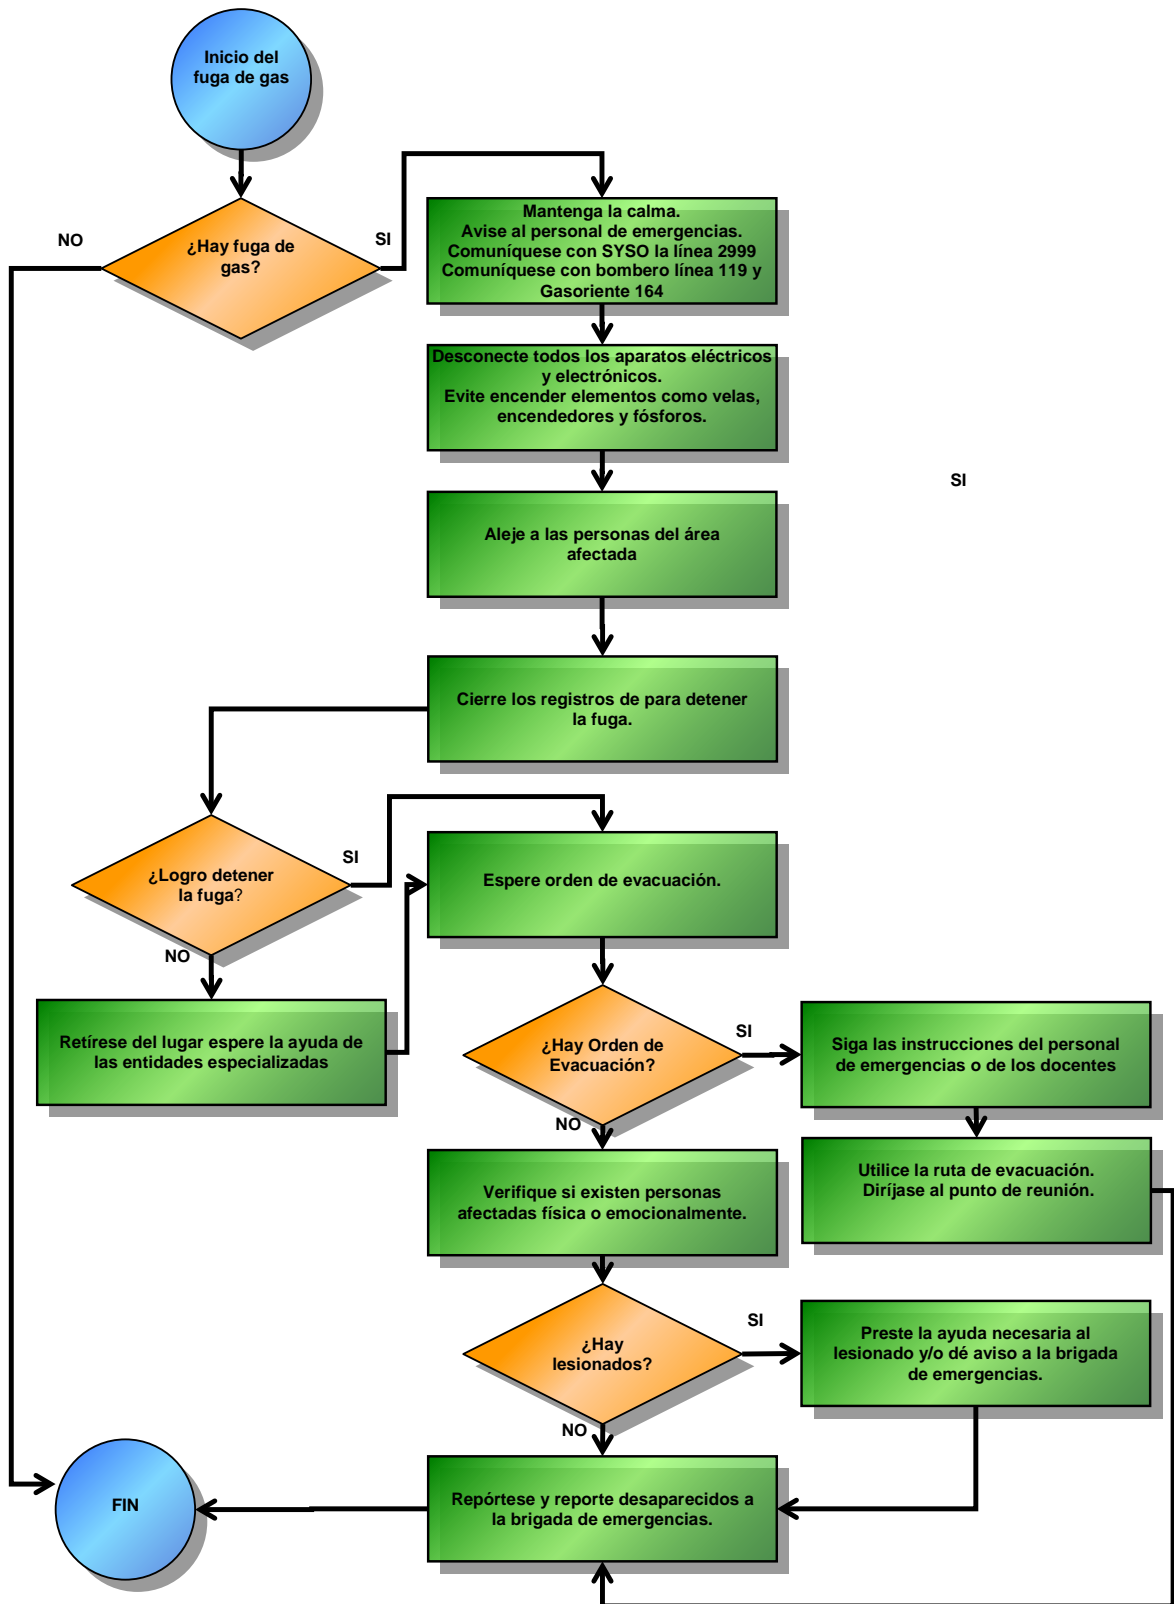 Inicio del
fuga de gas
NO
¿Hay fuga de
gas?
SI
Mantenga la calma.
Avise al personal de emergencias.
Comuníquese con SYSO la línea 2999
Comuníquese con bombero línea 119 y
Gasoriente 164
Desconecte todos los aparatos eléctricos
y electrónicos.
Evite encender elementos como velas,
encendedores y fósforos.
SI
Aleje a las personas del área
afectada
Cierre los registros de para detener
la fuga.
¿Logro detener
la fuga?
SI
Espere orden de evacuación.
NO
Retírese del lugar espere la ayuda de
las entidades especializadas
¿Hay Orden de
Evacuación?
SI
Siga las instrucciones del personal
de emergencias o de los docentes
NO
Utilice la ruta de evacuación.
Diríjase al punto de reunión.
Verifique si existen personas
afectadas física o emocionalmente.
¿Hay
lesionados?
SI
Preste la ayuda necesaria al
lesionado y/o dé aviso a la brigada
de emergencias.
NO
Repórtese y reporte desaparecidos a
la brigada de emergencias.
FIN